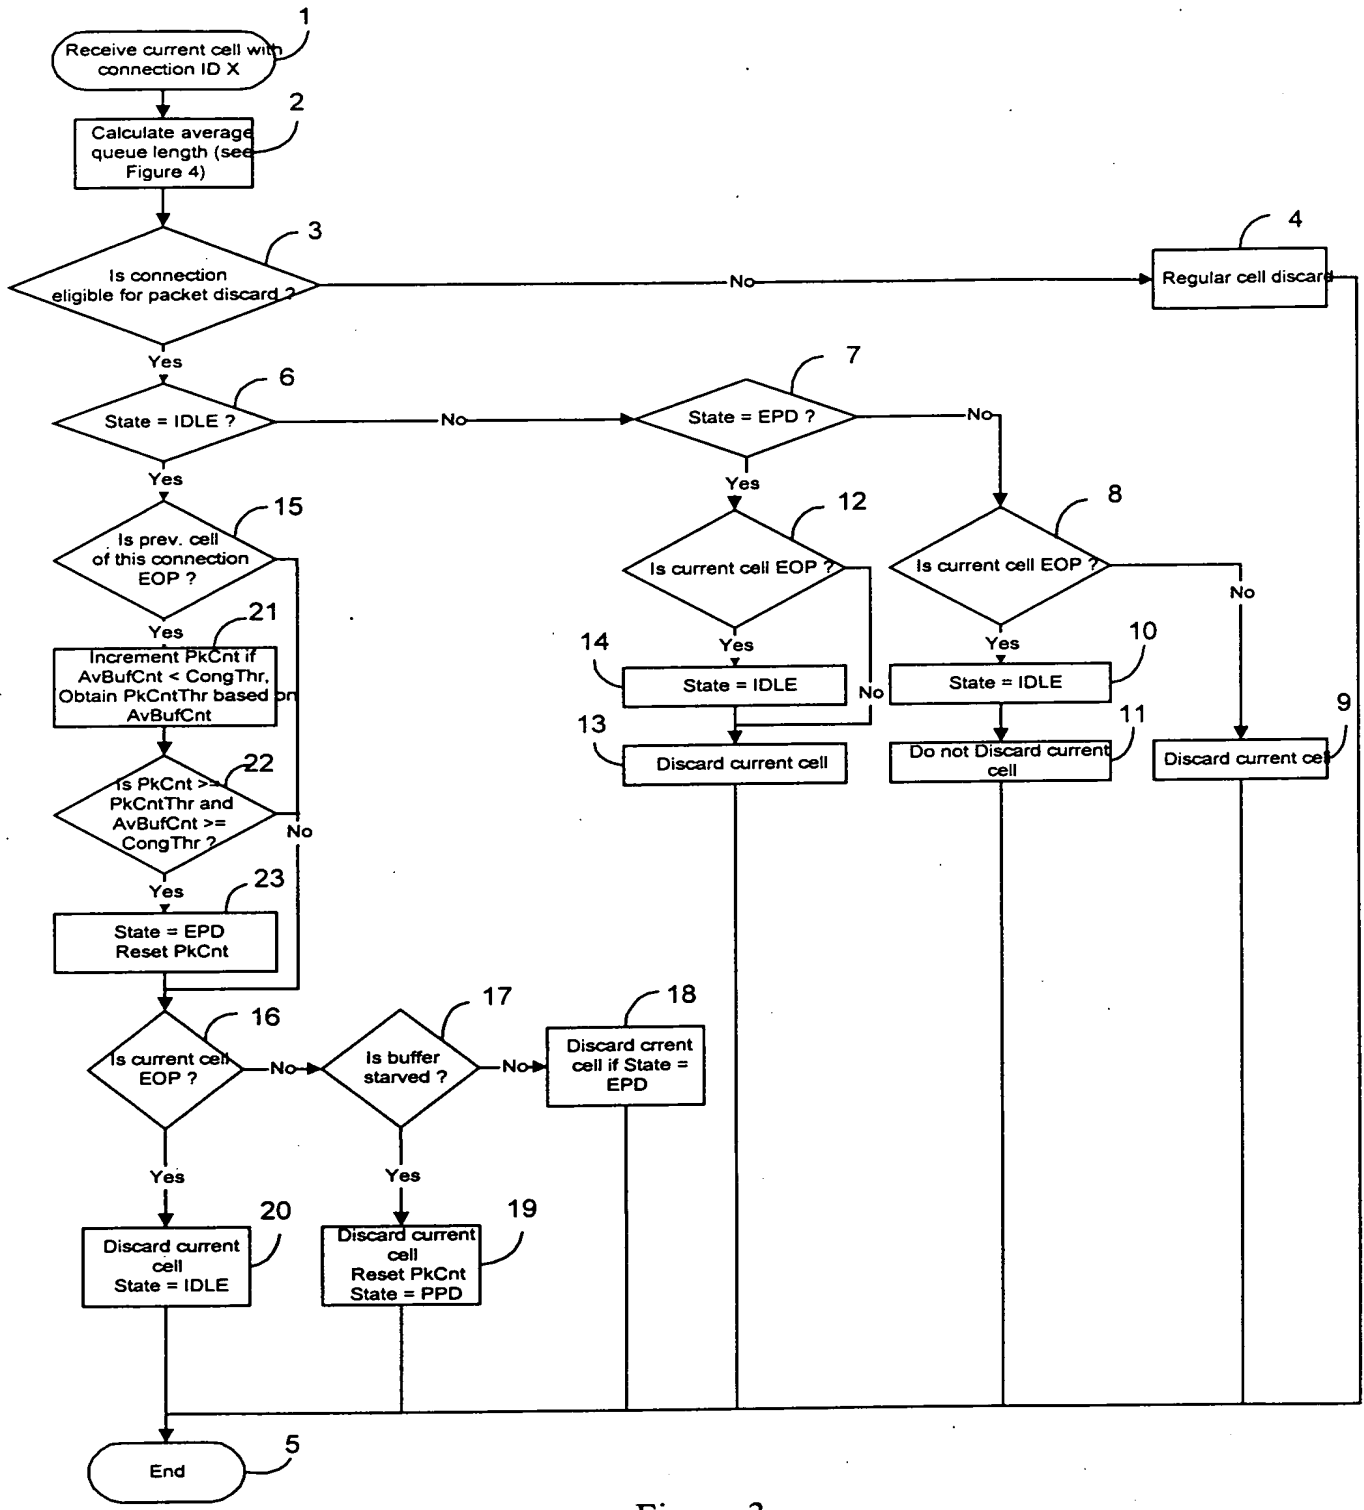 1
Receive current cell with
connection ID X
2
Calculate average
queue length (see
Figure 4)
3
Is connection
eligible for packet discard ?
No
4
Regular cell discard
Yes
6
State = IDLE ?
No
7
State = EPD ?
No
Yes
15
Is prev. cell
of this connection
EOP ?
Yes
12
Is current cell EOP ?
8
Is current cell EOP ?
No
Yes
21
Increment PkCnt if
AvBufCnt < CongThr,
Obtain PkCntThr based on
AvBufCnt
14
Yes
State = IDLE
No
Yes
10
State = IDLE
13
Discard current cell
11
Do not Discard current
cell
9
Discard current cell
22
Is PkCnt >=
PkCntThr and
AvBufCnt >=
CongThr ?
No
Yes
23
State = EPD
Reset PkCnt
16
Is current cell
EOP ?
No
17
Is buffer
starved ?
No
18
Discard crrent
cell if State =
EPD
Yes
Yes
20
Discard current
cell
State = IDLE
19
Discard current
cell
Reset PkCnt
State = PPD
5
End
Figure 3